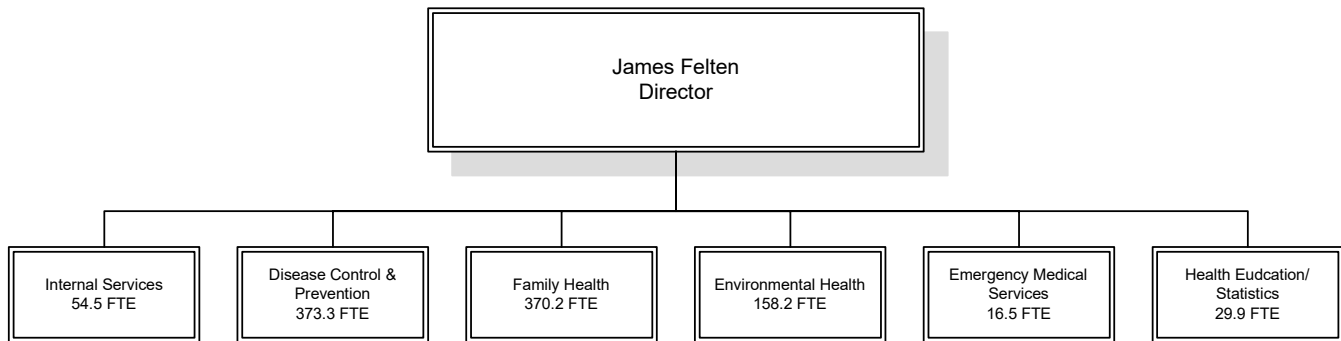 James Felten
Director
Internal Services
54.5 FTE
Disease Control &
Prevention
373.3 FTE
Family Health
370.2 FTE
Environmental Health
158.2 FTE
Emergency Medical
Services
16.5 FTE
Health Eudcation/
Statistics
29.9 FTE